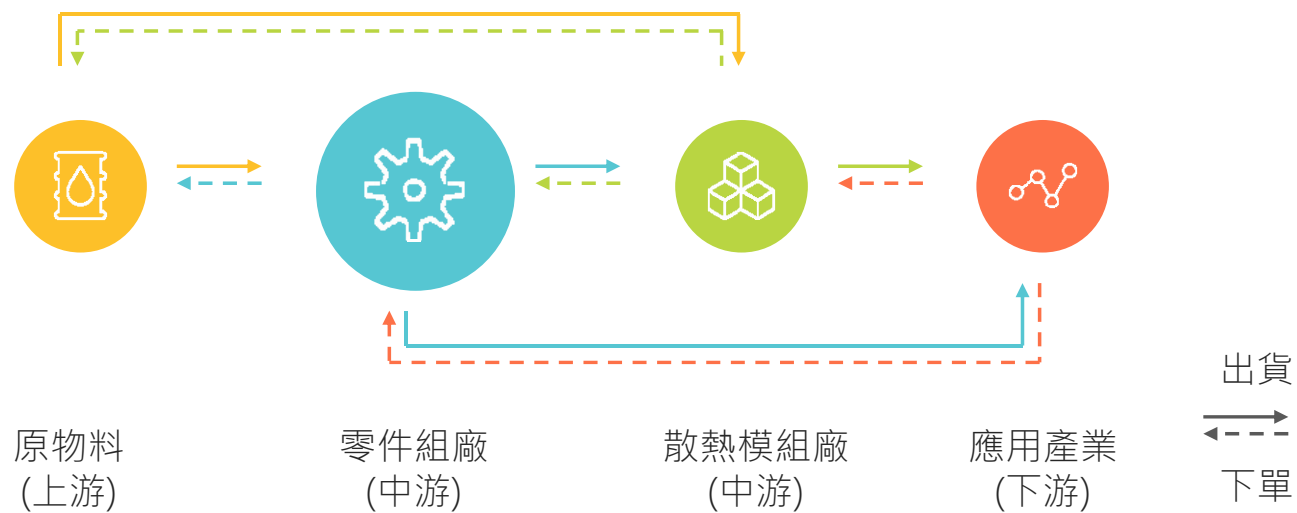 出貨
下單
原物料
(上游)
零件組廠
(中游)
散熱模組廠
(中游)
應用產業
(下游)